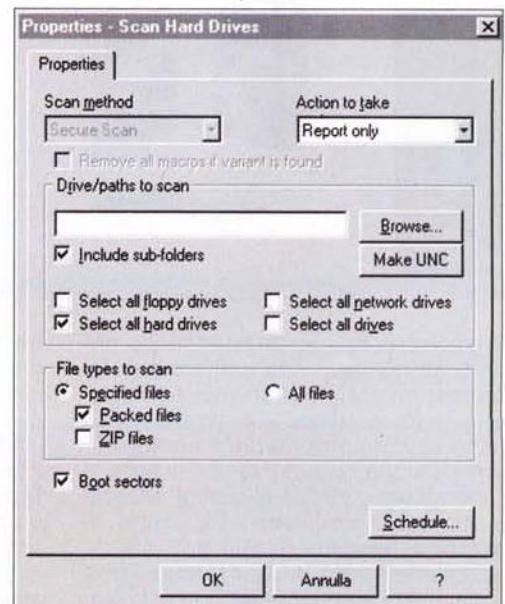 Properties - Scan Hard Drives
Properties
Scan method
Action to take
Secure Scan
Report only
Remove all macros if variant is found
Drive/paths to scan
Browse...
Include sub-folders
Make UNC
Select all floppy drives
Select all network drives
Select all hard drives
Select all drives
File types to scan
Specified files
All files
Packed files
ZIP files
Boot sectors
Schedule...
OK
Annulla
?